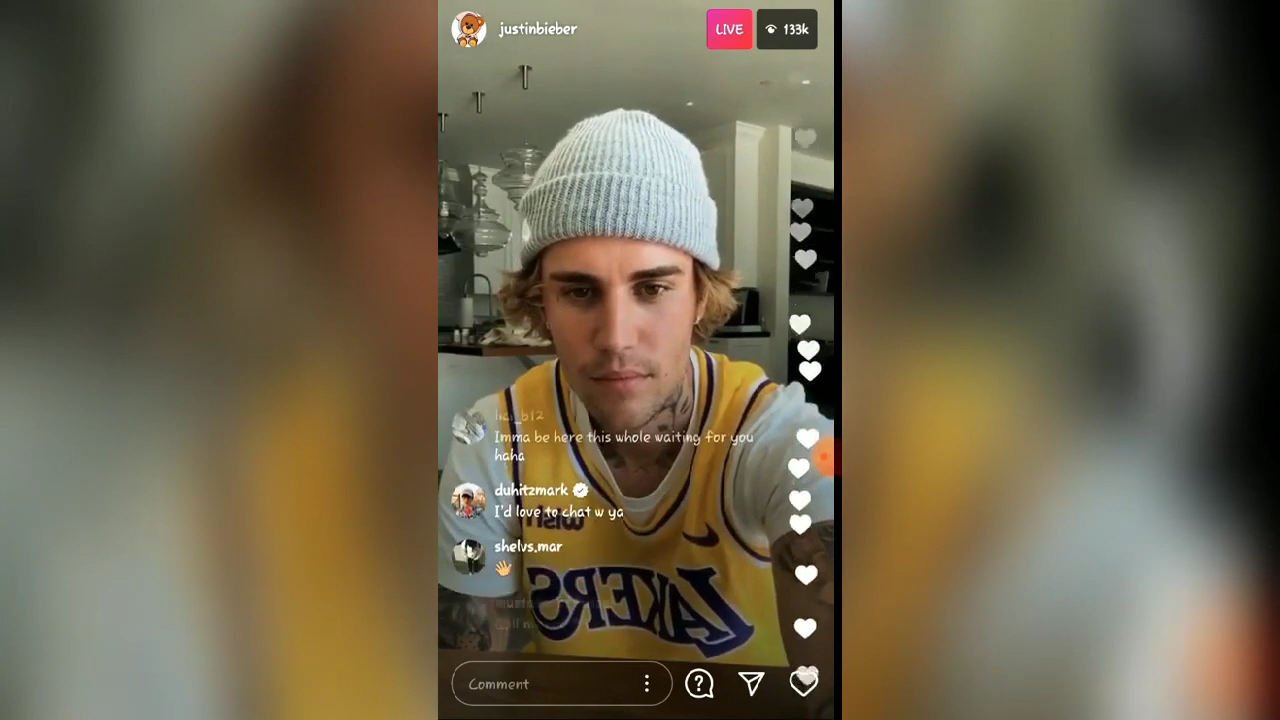 justinbieber
LIVE 133k
Imma be here this whole waiting for you
haha
duhitzmark
I'd love to chat w ya
wish
shelvs.mar
LAKERS
Comment